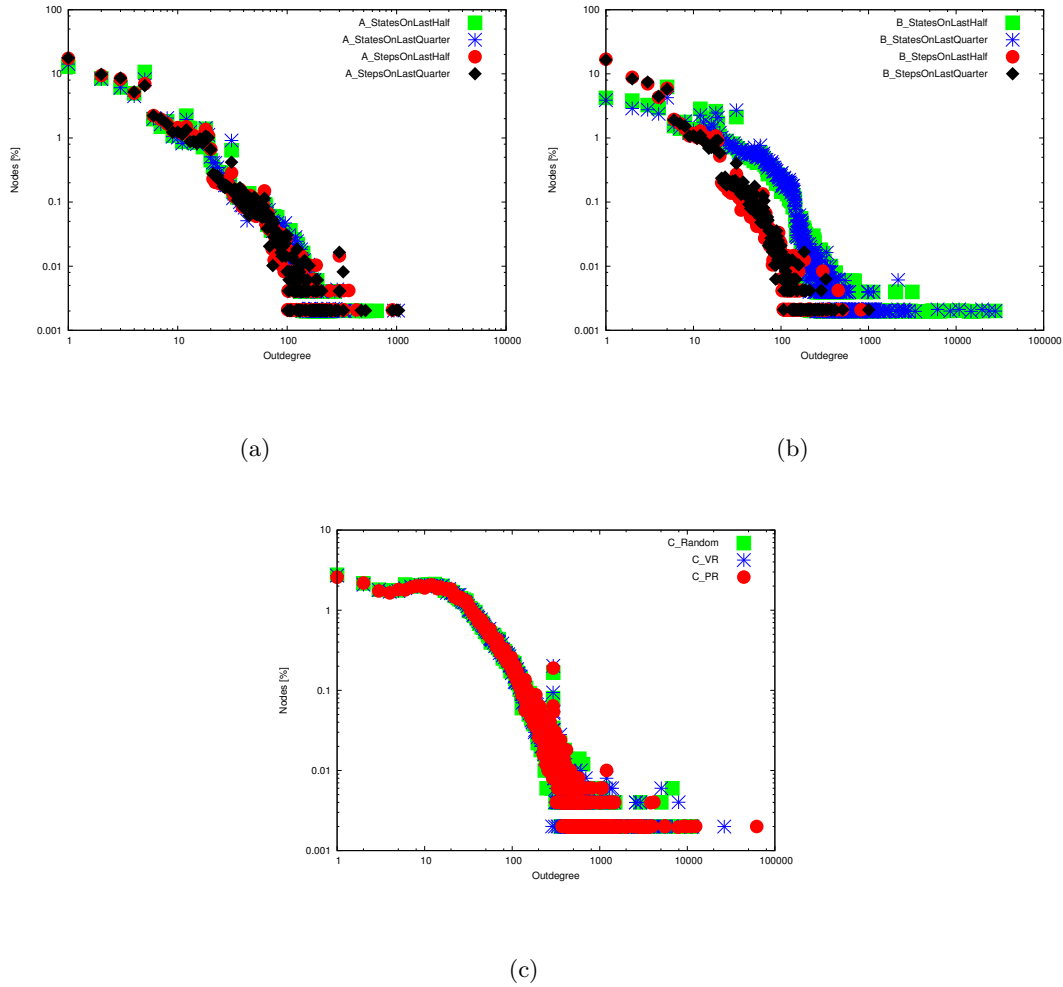 100
10
1
0.1
0.01
0.001
1 10 100 1000 10000
Nodes [%]
Outdegree
A_StatesOnLastHalf
A_StatesOnLastQuarter
A_StepsOnLastHalf
A_StepsOnLastQuarter
(a)
100
10
1
0.1
0.01
0.001
1 10 100 1000 10000 100000
Nodes [%]
Outdegree
B_StatesOnLastHalf
B_StatesOnLastQuarter
B_StepsOnLastHalf
B_StepsOnLastQuarter
(b)
10
1
0.1
0.01
0.001
1 10 100 1000 10000 100000
Nodes [%]
Outdegree
C_Random
C_VR
C_PR
(c)